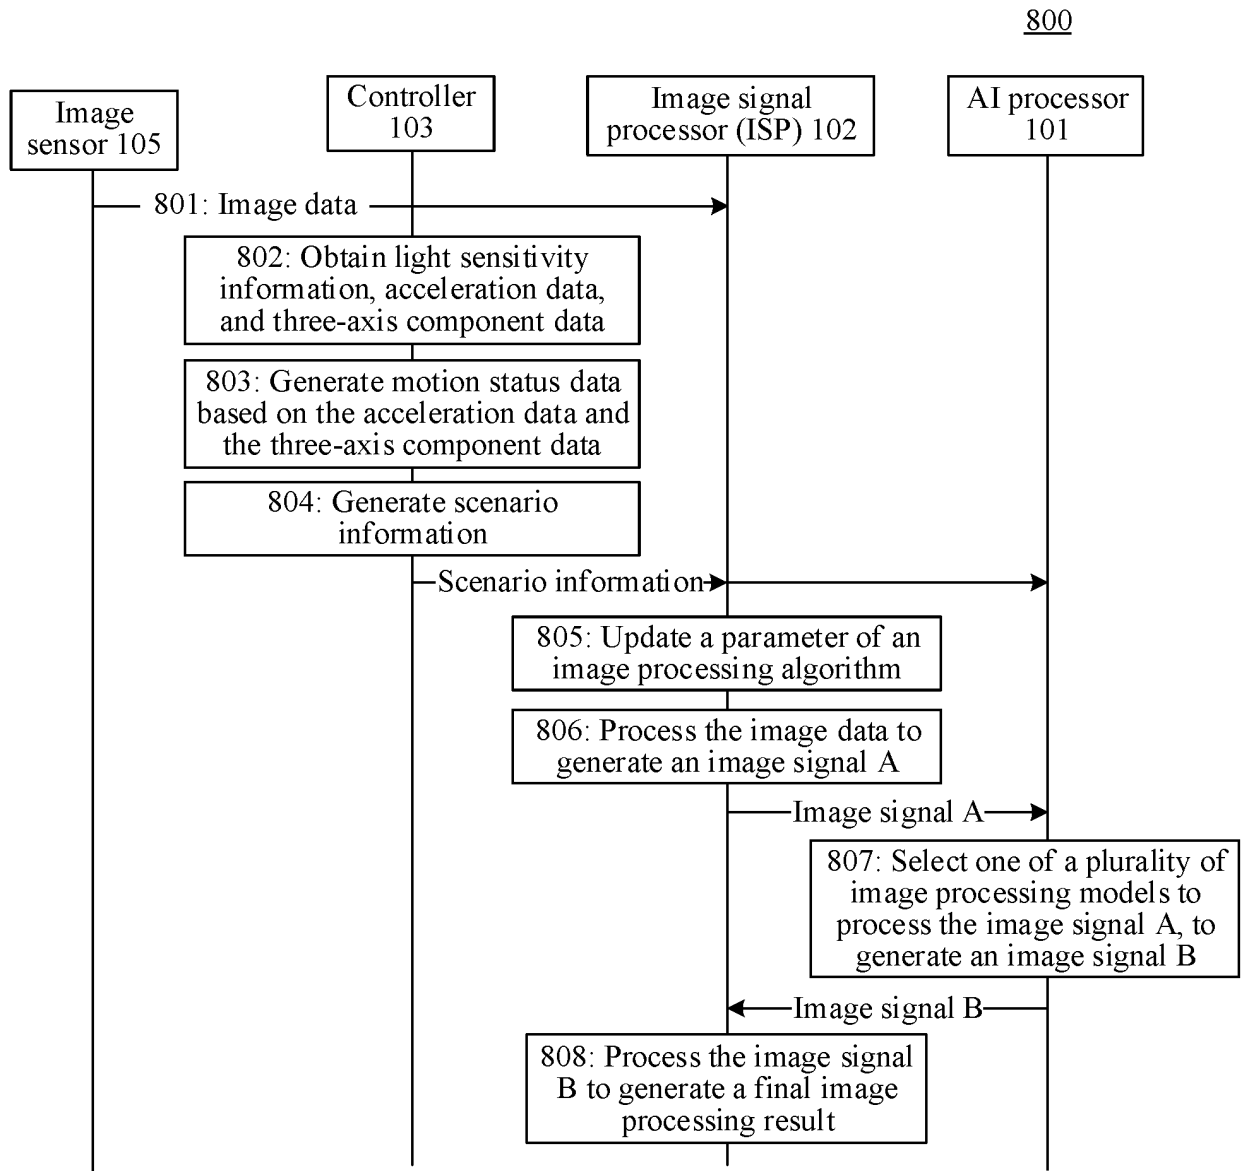 800
Image
sensor 105
Controller
103
Image signal
processor (ISP) 102
AI processor
101
801: Image data
802: Obtain light sensitivity
information, acceleration data,
and three-axis component data
803: Generate motion status data
based on the acceleration data and
the three-axis component data
804: Generate scenario
information
Scenario information
805: Update a parameter of an
image processing algorithm
806: Process the image data to
generate an image signal A
Image signal A
807: Select one of a plurality of
image processing models to
process the image signal A, to
generate an image signal B
Image signal B
808: Process the image signal
B to generate a final image
processing result